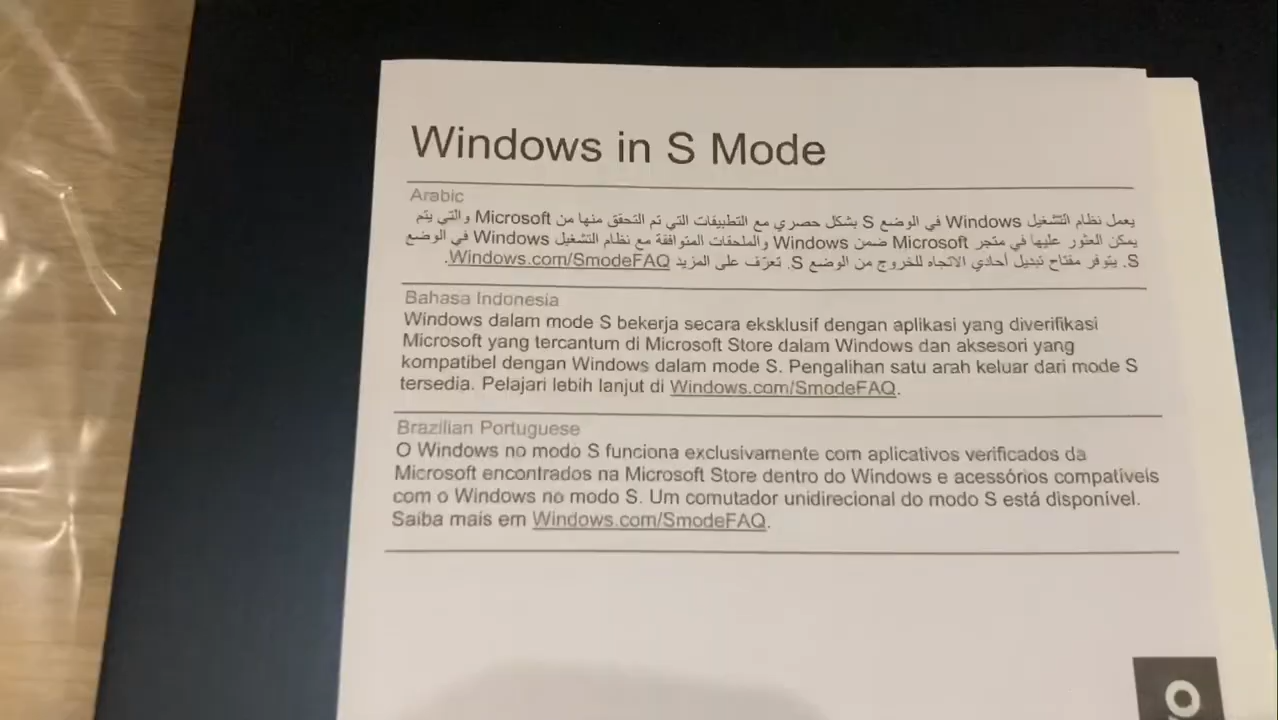 Windows in S Mode
Arabic
يعمل نظام التشغيل Windows في الوضع S بشكل حصري مع التطبيقات التي تم التحقق منها من Microsoft والتي يتم
يمكن العثور عليها في متجر Microsoft ضمن Windows والملحقات المتوافقة مع نظام التشغيل Windows في الوضع
S. يتوفر مفتاح تبديل أحادي الاتجاه للخروج من الوضع S. تعرّف على المزيد Windows.com/SmodeFAQ.
Bahasa Indonesia
Windows dalam mode S bekerja secara eksklusif dengan aplikasi yang diverifikasi
Microsoft yang tercantum di Microsoft Store dalam Windows dan aksesori yang
kompatibel dengan Windows dalam mode S. Pengalihan satu arah keluar dari mode S
tersedia. Pelajari lebih lanjut di Windows.com/SmodeFAQ.
Brazilian Portuguese
O Windows no modo S funciona exclusivamente com aplicativos verificados da
Microsoft encontrados na Microsoft Store dentro do Windows e acessórios compatíveis
com o Windows no modo S. Um comutador unidirecional do modo S está disponível.
Saiba mais em Windows.com/SmodeFAQ.